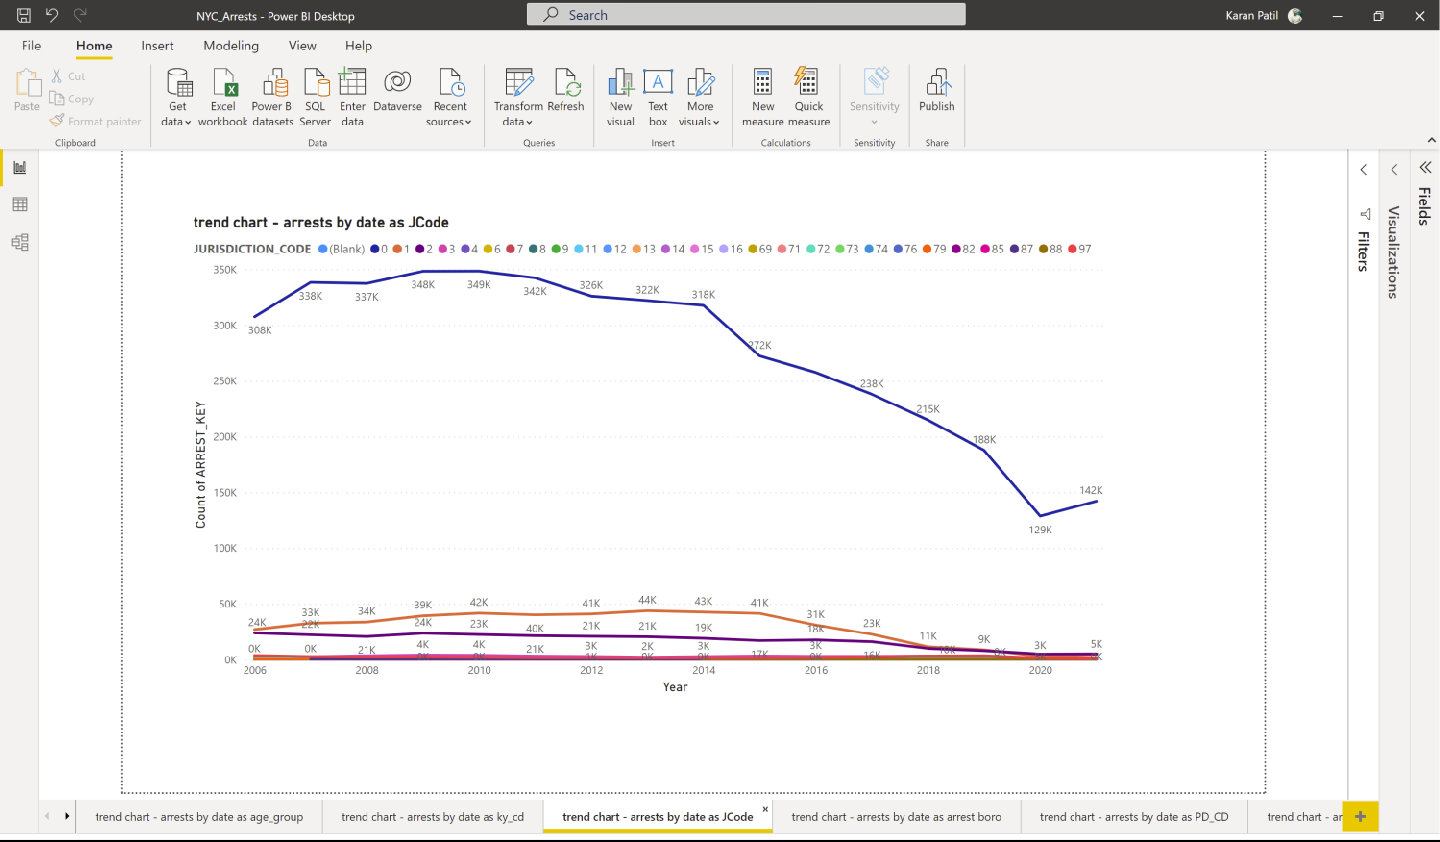 NYC_Arrests - Power BI Desktop
Search
Karan Patil
File Home Insert Modeling View Help
Paste
Cut
Copy
Format painter
Get data
Excel workbook
Power B datasets
SQL Server
Enter data
Dataverse
Recent sources
Transform data
Refresh
New visual
Text box
More visuals
New measure
Quick measure
Sensitivity
Publish
Clipboard
Data
Queries
Insert
Calculations
Sensitivity
Share
trend chart - arrests by date as JCode
JURISDICTION_CODE (Blank) 0 1 2 3 4 6 7 8 9 11 12 13 14 15 16 69 71 72 73 74 76 79 82 85 87 88 97
350K
300K
250K
200K
150K
100K
50K
0K
Count of ARREST_KEY
308K 338K 337K 348K 349K 342K 326K 322K 318K 272K 238K 215K 188K 129K 142K
24K 33K 34K 39K 42K 41K 44K 43K 41K 31K 23K 11K 9K 3K 5K
22K 24K 23K 40K 21K 21K 19K 18K
0K 0K 21K 4K 4K 21K 3K 2K 3K 17K 3K 16K
2006 2008 2010 2012 2014 2016 2018 2020
Year
Filters
Visualizations
Fields
trend chart - arrests by date as age_group
trend chart - arrests by date as ky_cd
trend chart - arrests by date as JCode
trend chart - arrests by date as arrest boro
trend chart - arrests by date as PD_CD
trend chart - ar